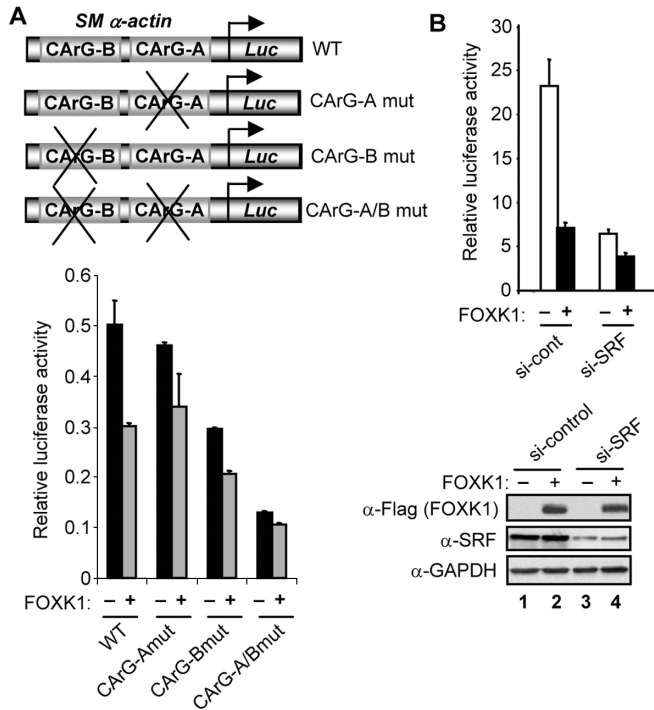 A
SM α-actin
CArG-B CArG-A Luc WT
CArG-B CArG-A Luc CArG-A mut
CArG-B CArG-A Luc CArG-B mut
CArG-B CArG-A Luc CArG-A/B mut
Relative luciferase activity
0.6
0.5
0.4
0.3
0.2
0.1
0
FOXK1: − + − + − + − +
WT
CArG-Amut
CArG-Bmut
CArG-A/Bmut
B
Relative luciferase activity
30
25
20
15
10
5
0
FOXK1: − + − +
si-cont
si-SRF
si-control
si-SRF
FOXK1: − + − +
α-Flag (FOXK1)
α-SRF
α-GAPDH
1 2 3 4